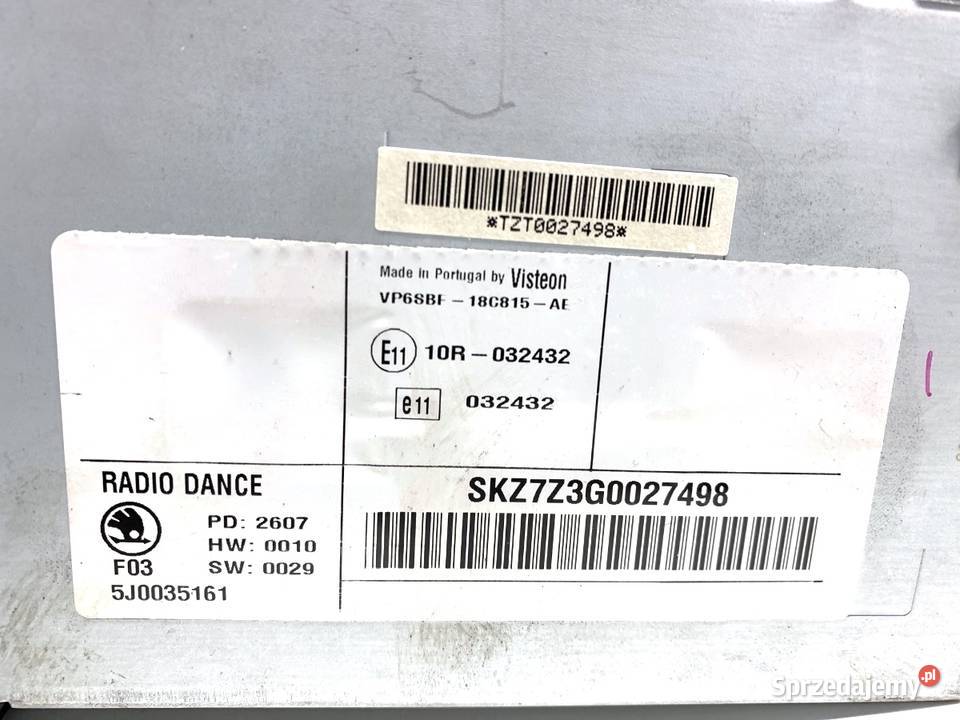 *TZT0027498*
Made in Portugal by Visteon
VP6SBF-18C815-AE
E11 10R-032432
e11 032432
RADIO DANCE
PD: 2607
HW: 0010
F03 SW: 0029
5J0035161
SKZ7Z3G0027498
Sprzedajemy.pl